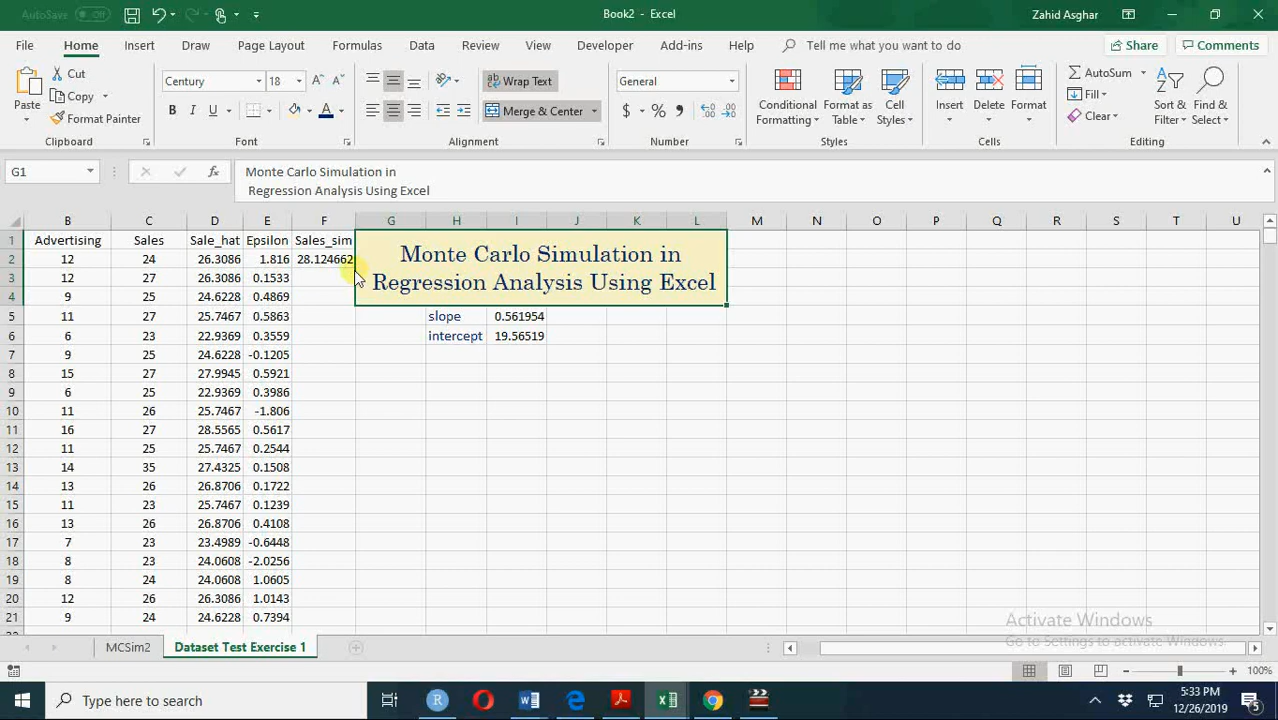 AutoSave Off
Book2 - Excel
Zahid Asghar
File Home Insert Draw Page Layout Formulas Data Review View Developer Add-ins Help Tell me what you want to do Share Comments
Paste Cut Copy Format Painter Clipboard
Century 18 B I U A Font
Wrap Text Merge & Center Alignment
General $ % Number
Conditional Formatting Format as Table Cell Styles Styles
Insert Delete Format Cells
AutoSum Fill Clear Sort & Filter Find & Select Editing
G1 fx Monte Carlo Simulation in
Regression Analysis Using Excel
B C D E F G H I J K L M N O P Q R S T U
1 Advertising Sales Sale_hat Epsilon Sales_sim
Monte Carlo Simulation in
Regression Analysis Using Excel
2 12 24 26.3086 1.816 28.124662
3 12 27 26.3086 0.1533
4 9 25 24.6228 0.4869
5 11 27 25.7467 0.5863 slope 0.561954
6 6 23 22.9369 0.3559 intercept 19.56519
7 9 25 24.6228 -0.1205
8 15 27 27.9945 0.5921
9 6 25 22.9369 0.3986
10 11 26 25.7467 -1.806
11 16 27 28.5565 0.5617
12 11 25 25.7467 0.2544
13 14 35 27.4325 0.1508
14 13 26 26.8706 0.1722
15 11 23 25.7467 0.1239
16 13 26 26.8706 0.4108
17 7 23 23.4989 -0.6448
18 8 23 24.0608 -2.0256
19 8 24 24.0608 1.0605
20 12 26 26.3086 1.0143
21 9 24 24.6228 0.7394
Activate Windows
Go to Settings to activate Windows.
MCSim2 Dataset Test Exercise 1
100%
Type here to search
5:33 PM
12/26/2019
5